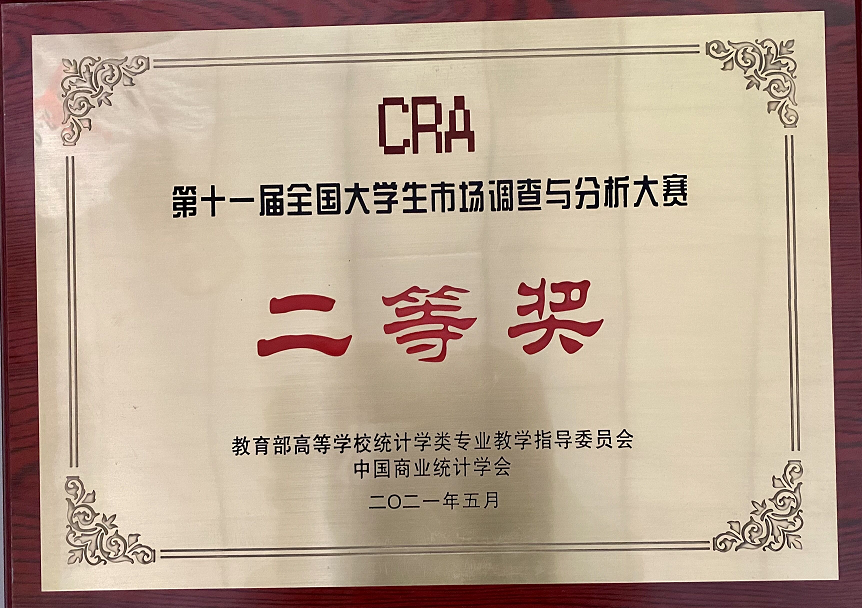 CRA
第十一届全国大学生市场调查与分析大赛
二等奖
教育部高等学校统计学类专业教学指导委员会
中国商业统计学会
二〇二一年五月